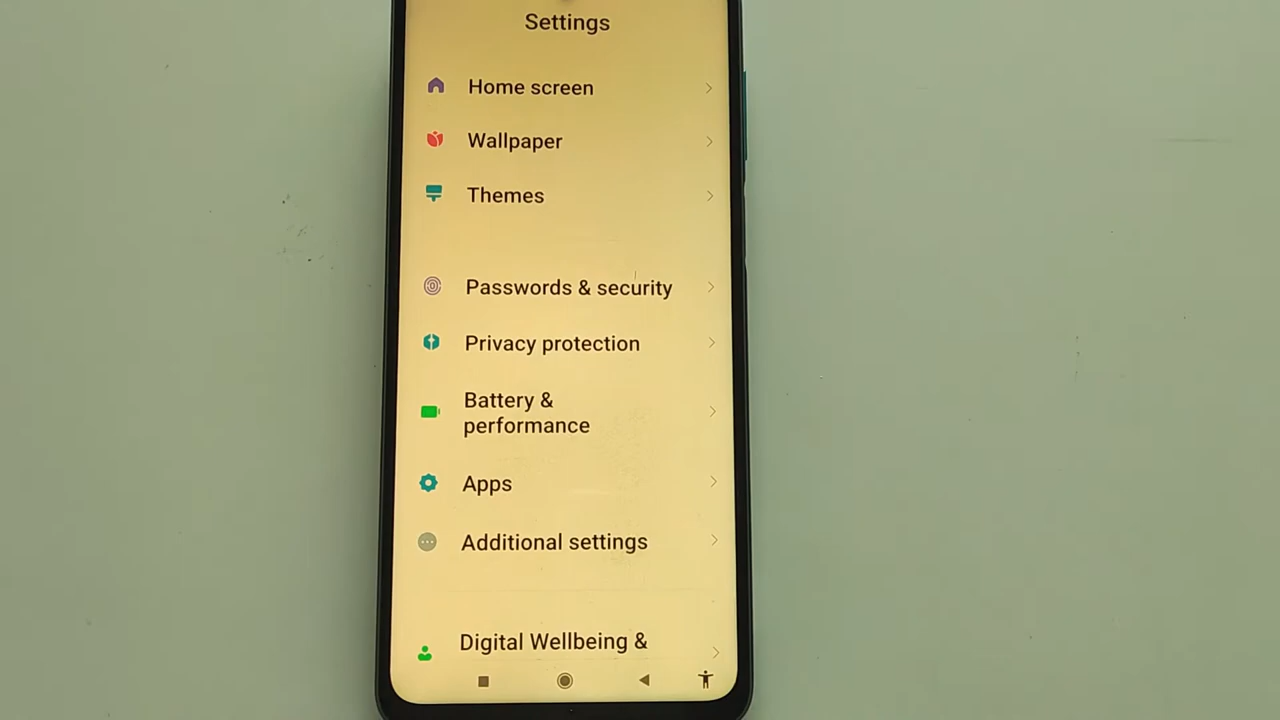 Settings
Home screen
Wallpaper
Themes
Passwords & security
Privacy protection
Battery &
performance
Apps
Additional settings
Digital Wellbeing &